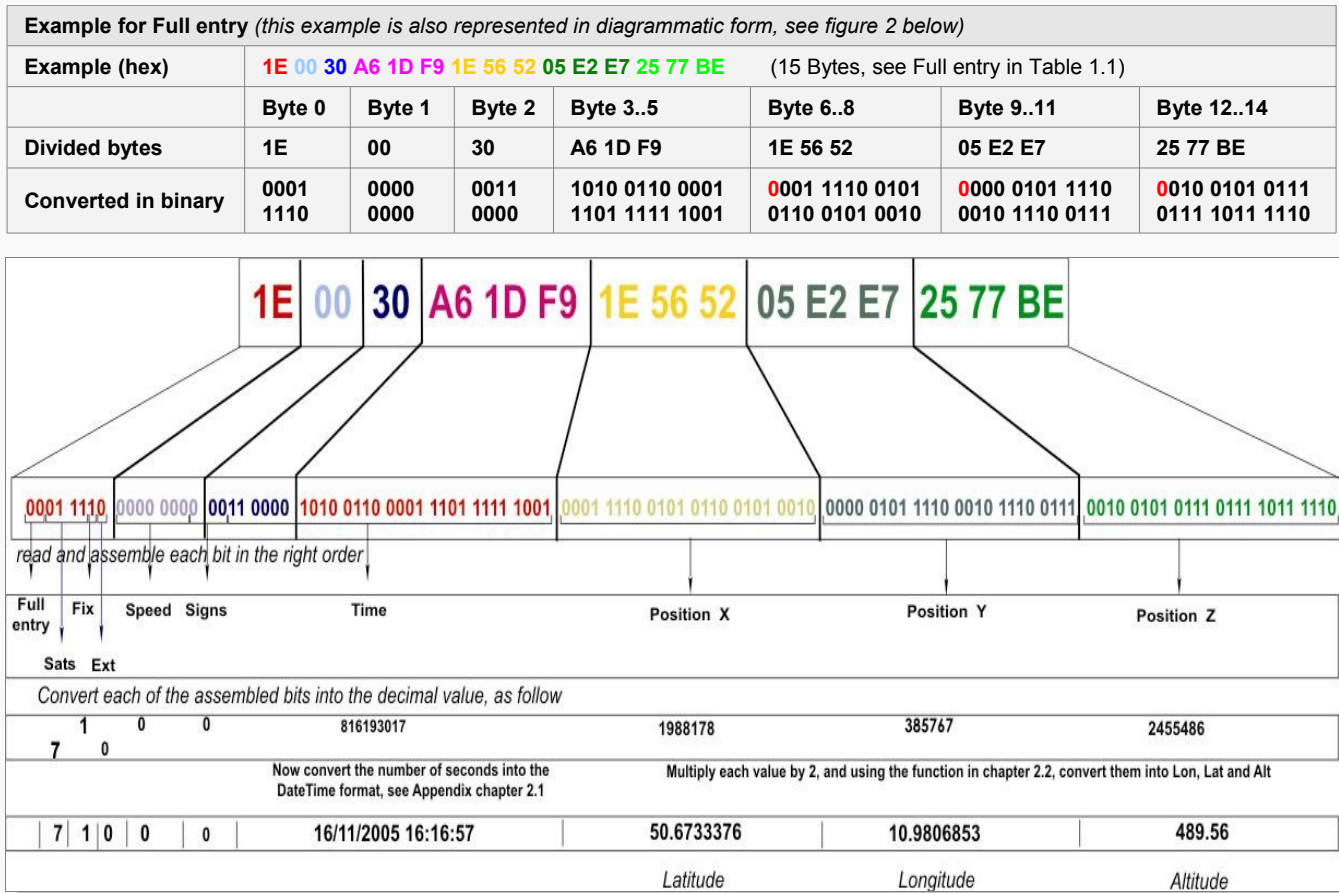 Example for Full entry (this example is also represented in diagrammatic form, see figure 2 below)
Example (hex) 1E 00 30 A6 1D F9 1E 56 52 05 E2 E7 25 77 BE (15 Bytes, see Full entry in Table 1.1)
Byte 0 Byte 1 Byte 2 Byte 3..5 Byte 6..8 Byte 9..11 Byte 12..14
Divided bytes 1E 00 30 A6 1D F9 1E 56 52 05 E2 E7 25 77 BE
Converted in binary
0001 0000 0011 1010 0110 0001 0001 1110 0101 0000 0101 1110 0010 0101 0111
1110 0000 0000 1101 1111 1001 0110 0101 0010 0010 1110 0111 0111 1011 1110
1E 00 30 A6 1D F9 1E 56 52 05 E2 E7 25 77 BE
0001 1110 0000 0000 0011 0000 1010 0110 0001 1101 1111 1001 0001 1110 0101 0110 0101 0010 0000 0101 1110 0010 1110 0111 0010 0101 0111 0111 1011 1110
read and assemble each bit in the right order
Full entry Fix Speed Signs Time Position X Position Y Position Z
Sats Ext
Convert each of the assembled bits into the decimal value, as follow
1 0 0 816193017 1988178 385767 2455486
7 0
Now convert the number of seconds into the
DateTime format, see Appendix chapter 2.1
Multiply each value by 2, and using the function in chapter 2.2, convert them into Lon, Lat and Alt
7 1 0 0 0 16/11/2005 16:16:57 50.6733376 10.9806853 489.56
Latitude Longitude Altitude